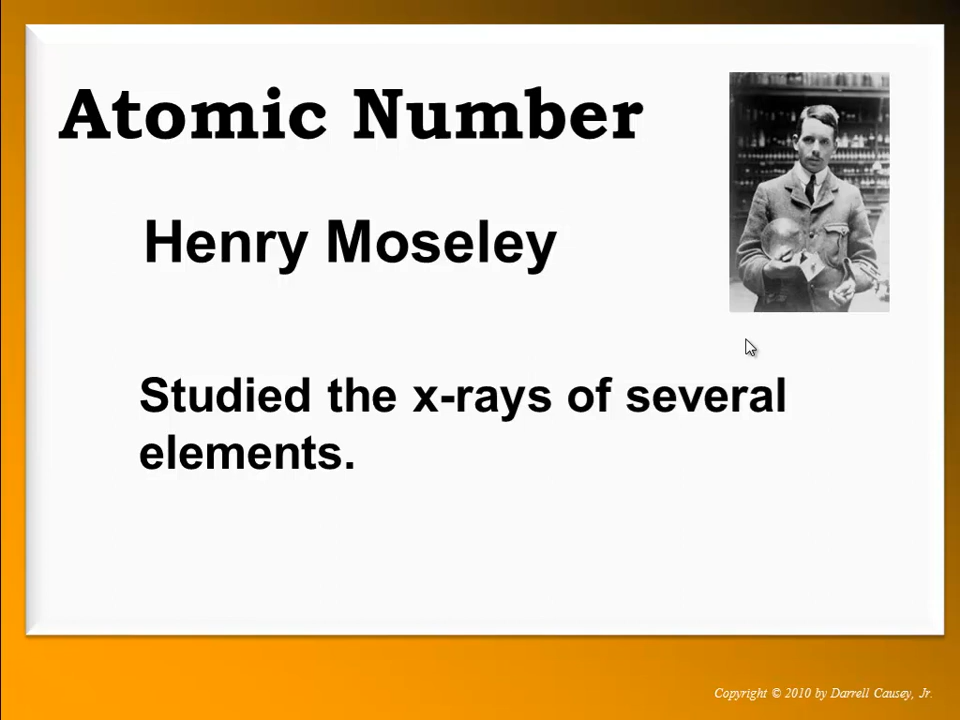 Atomic Number
Henry Moseley
Studied the x-rays of several
elements.
Copyright © 2010 by Darrell Causey, Jr.